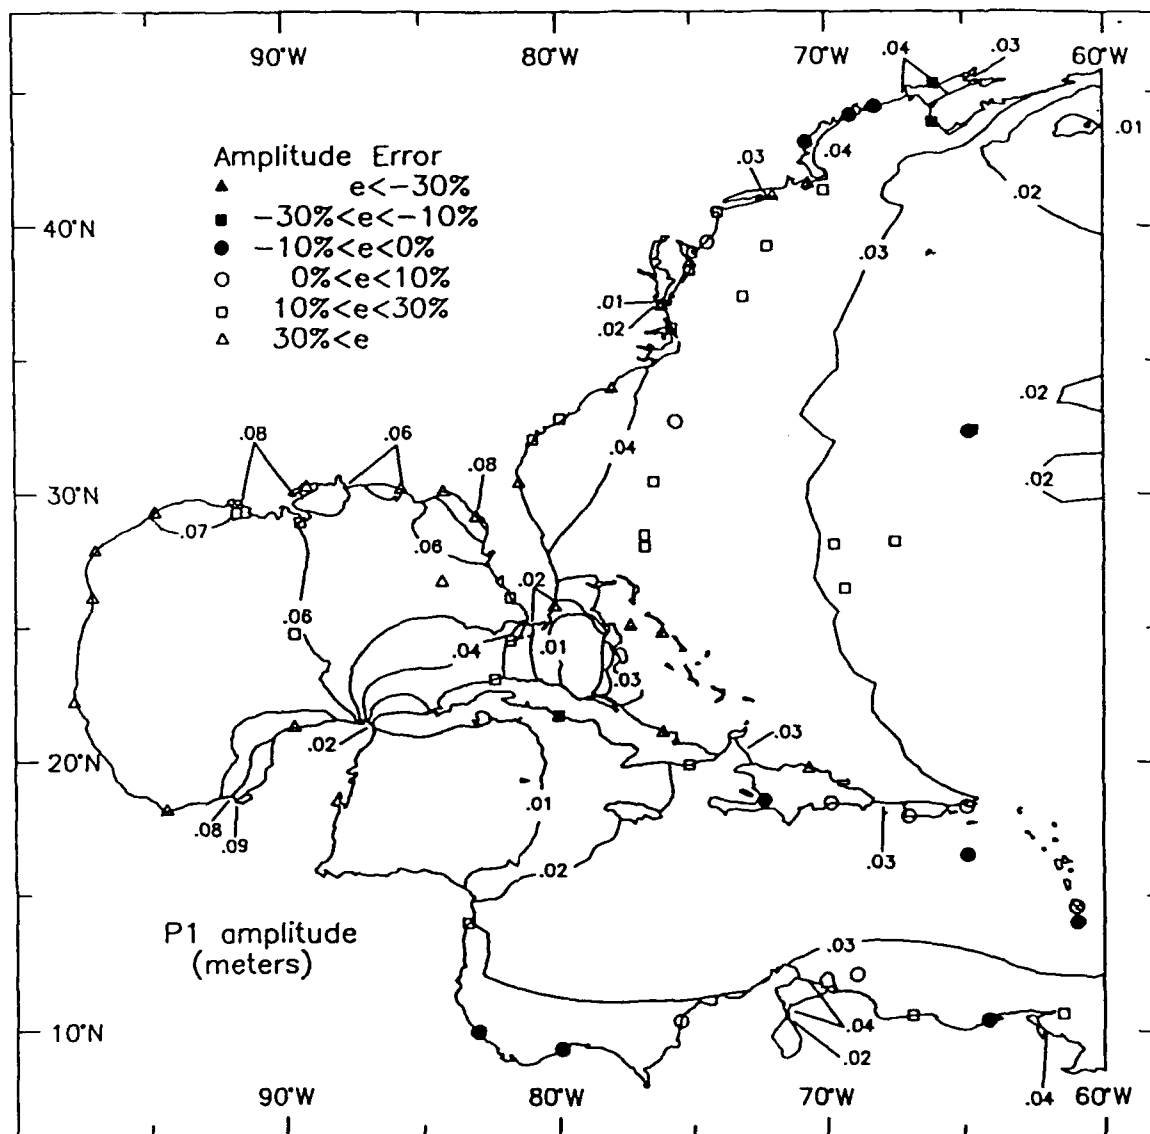 90°W 80°W 70°W 60°W
.04 .03
.01
.03 .04
.02
Amplitude Error
e<-30%
-30%<e<-10%
-10%<e<0%
0%<e<10%
10%<e<30%
30%<e
40°N
.03
.01
.02
.02
.04
.08 .06
.08
.02
30°N
.07
.06
.02
.06
.04 .01
.03
.02
.03
20°N
.01
.08
.09
.03
.02
P1 amplitude
(meters)
.03
10°N
.04
.02
.04
90°W 80°W 70°W 60°W